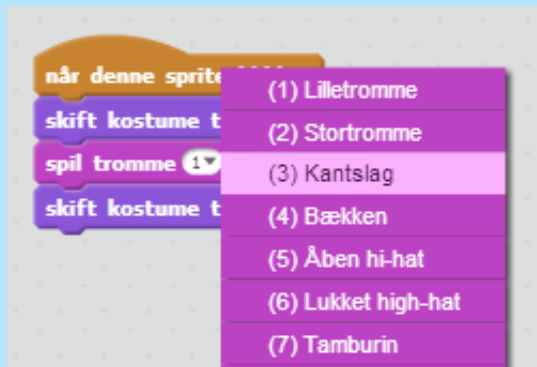 når denne sprite
skift kostume t
spil tromme 1
skift kostume t
(1) Lilletromme
(2) Stortromme
(3) Kantslag
(4) Bækken
(5) Åben hi-hat
(6) Lukket high-hat
(7) Tamburin